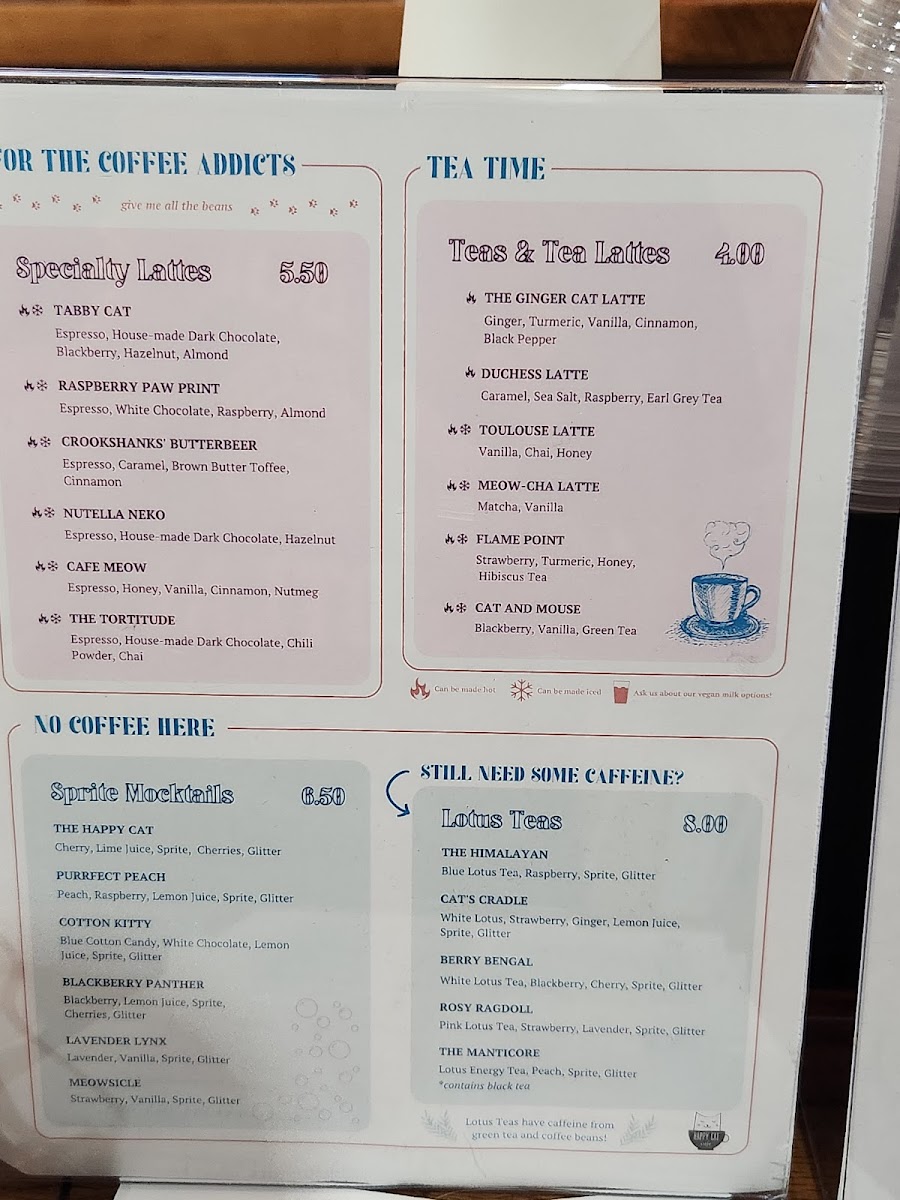 FOR THE COFFEE ADDICTS
give me all the beans
Specialty Lattes 5.50
TABBY CAT
Espresso, House-made Dark Chocolate,
Blackberry, Hazelnut, Almond
RASPBERRY PAW PRINT
Espresso, White Chocolate, Raspberry, Almond
CROOKSHANKS' BUTTERBEER
Espresso, Caramel, Brown Butter Toffee,
Cinnamon
NUTELLA NEKO
Espresso, House-made Dark Chocolate, Hazelnut
CAFE MEOW
Espresso, Honey, Vanilla, Cinnamon, Nutmeg
THE TORTITUDE
Espresso, House-made Dark Chocolate, Chili
Powder, Chai
TEA TIME
Teas & Tea Lattes 4.00
THE GINGER CAT LATTE
Ginger, Turmeric, Vanilla, Cinnamon,
Black Pepper
DUCHESS LATTE
Caramel, Sea Salt, Raspberry, Earl Grey Tea
TOULOUSE LATTE
Vanilla, Chai, Honey
MEOW-CHA LATTE
Matcha, Vanilla
FLAME POINT
Strawberry, Turmeric, Honey,
Hibiscus Tea
CAT AND MOUSE
Blackberry, Vanilla, Green Tea
Can be made hot Can be made iced Ask us about our vegan milk options!
NO COFFEE HERE
Sprite Mocktails 6.50
THE HAPPY CAT
Cherry, Lime Juice, Sprite, Cherries, Glitter
PURRFECT PEACH
Peach, Raspberry, Lemon Juice, Sprite, Glitter
COTTON KITTY
Blue Cotton Candy, White Chocolate, Lemon
Juice, Sprite, Glitter
BLACKBERRY PANTHER
Blackberry, Lemon Juice, Sprite,
Cherries, Glitter
LAVENDER LYNX
Lavender, Vanilla, Sprite, Glitter
MEOWSICLE
Strawberry, Vanilla, Sprite, Glitter
STILL NEED SOME CAFFEINE?
Lotus Teas 8.00
THE HIMALAYAN
Blue Lotus Tea, Raspberry, Sprite, Glitter
CAT'S CRADLE
White Lotus, Strawberry, Ginger, Lemon Juice,
Sprite, Glitter
BERRY BENGAL
White Lotus Tea, Blackberry, Cherry, Sprite, Glitter
ROSY RAGDOLL
Pink Lotus Tea, Strawberry, Lavender, Sprite, Glitter
THE MANTICORE
Lotus Energy Tea, Peach, Sprite, Glitter
*contains black tea
Lotus Teas have caffeine from
green tea and coffee beans!
HAPPY CAT